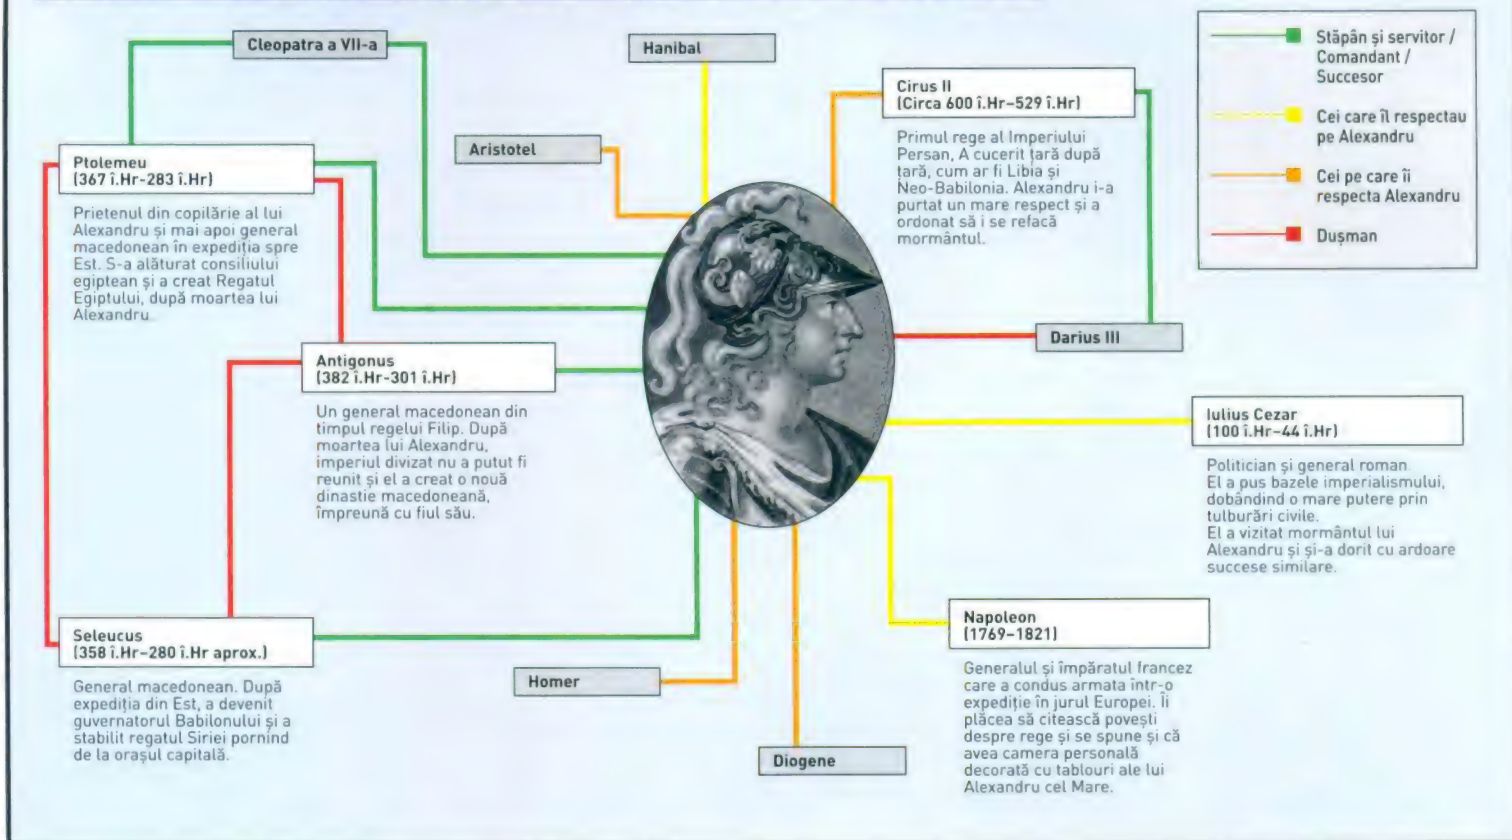 Cleopatra a VII-a
Hanibal
Aristotel
Cirus II
(Circa 600 î.Hr–529 î.Hr)
Primul rege al Imperiului
Persan, A cucerit țară după
țară, cum ar fi Libia și
Neo-Babilonia. Alexandru i-a
purtat un mare respect și a
ordonat să i se refacă
mormântul.
Stăpân și servitor /
Comandant /
Succesor
Cei care îl respectau
pe Alexandru
Cei pe care îi
respecta Alexandru
Dușman
Ptolemeu
(367 î.Hr-283 î.Hr)
Prietenul din copilărie al lui
Alexandru și mai apoi general
macedonean în expediția spre
Est. S-a alăturat consiliului
egiptean și a creat Regatul
Egiptului, după moartea lui
Alexandru.
Antigonus
(382 î.Hr-301 î.Hr)
Un general macedonean din
timpul regelui Filip. După
moartea lui Alexandru,
imperiul divizat nu a putut fi
reunit și el a creat o nouă
dinastie macedoneană,
împreună cu fiul său.
Darius III
Iulius Cezar
(100 î.Hr–44 î.Hr)
Politician și general roman.
El a pus bazele imperialismului,
dobândind o mare putere prin
tulburări civile.
El a vizitat mormântul lui
Alexandru și și-a dorit cu ardoare
succese similare.
Seleucus
(358 î.Hr–280 î.Hr aprox.)
General macedonean. După
expediția din Est, a devenit
guvernatorul Babilonului și a
stabilit regatul Siriei pornind
de la orașul capitală.
Homer
Diogene
Napoleon
(1769–1821)
Generalul și împăratul francez
care a condus armata într-o
expediție în jurul Europei. Îi
plăcea să citească povești
despre rege și se spune și că
avea camera personală
decorată cu tablouri ale lui
Alexandru cel Mare.